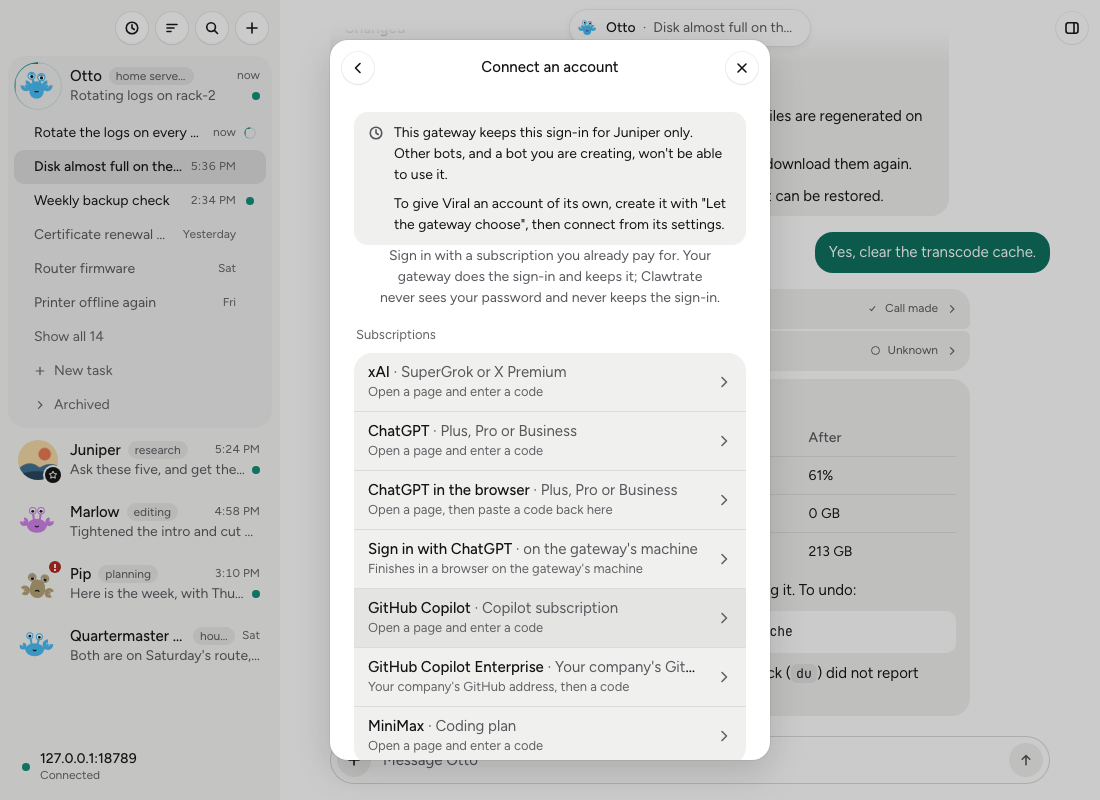 Otto · Disk almost full on th...
Changed
Otto home serve... now
Rotating logs on rack-2
Rotate the logs on every ... now
Disk almost full on the... 5:36 PM
Weekly backup check 2:34 PM
Certificate renewal ... Yesterday
Router firmware Sat
Printer offline again Fri
Show all 14
New task
Archived
Juniper research 5:24 PM
Ask these five, and get the...
Marlow editing 4:58 PM
Tightened the intro and cut ...
Pip planning 3:10 PM
Here is the week, with Thu...
Quartermaster ... hou... Sat
Both are on Saturday's route,...
127.0.0.1:18789
Connected
Connect an account
This gateway keeps this sign-in for Juniper only.
Other bots, and a bot you are creating, won't be able
to use it.
To give Viral an account of its own, create it with "Let
the gateway choose", then connect from its settings.
Sign in with a subscription you already pay for. Your
gateway does the sign-in and keeps it; Clawtrate
never sees your password and never keeps the sign-in.
Subscriptions
xAI · SuperGrok or X Premium
Open a page and enter a code
ChatGPT · Plus, Pro or Business
Open a page and enter a code
ChatGPT in the browser · Plus, Pro or Business
Open a page, then paste a code back here
Sign in with ChatGPT · on the gateway's machine
Finishes in a browser on the gateway's machine
GitHub Copilot · Copilot subscription
Open a page and enter a code
GitHub Copilot Enterprise · Your company's Git...
Your company's GitHub address, then a code
MiniMax · Coding plan
Open a page and enter a code
are regenerated on
download them again.
can be restored.
Yes, clear the transcode cache.
Call made
Unknown
After
61%
0 GB
213 GB
it. To undo:
(du) did not report
Message Otto